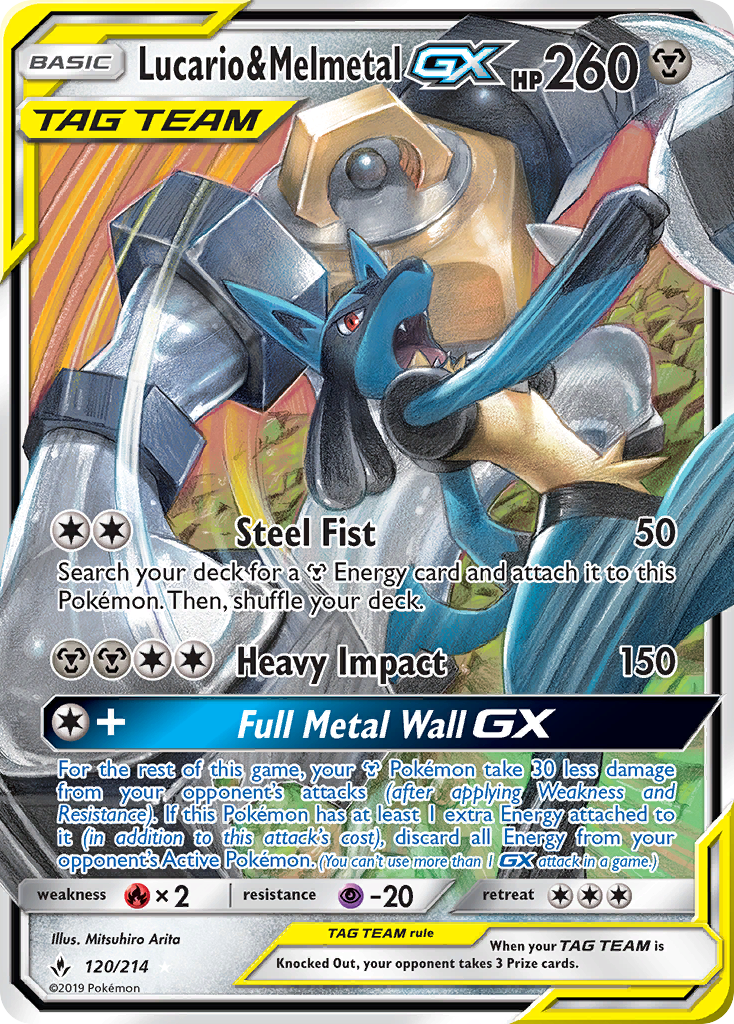 BASIC Lucario&Melmetal GX HP 260
TAG TEAM
Steel Fist 50
Search your deck for a Energy card and attach it to this
Pokémon. Then, shuffle your deck.
Heavy Impact 150
+ Full Metal Wall GX
For the rest of this game, your Pokémon take 30 less damage
from your opponent's attacks (after applying Weakness and
Resistance). If this Pokémon has at least 1 extra Energy attached to
it (in addition to this attack's cost), discard all Energy from your
opponent's Active Pokémon. (You can't use more than 1 GX attack in a game.)
weakness ×2 resistance -20 retreat
Illus. Mitsuhiro Arita
120/214
©2019 Pokémon
TAG TEAM rule
When your TAG TEAM is
Knocked Out, your opponent takes 3 Prize cards.